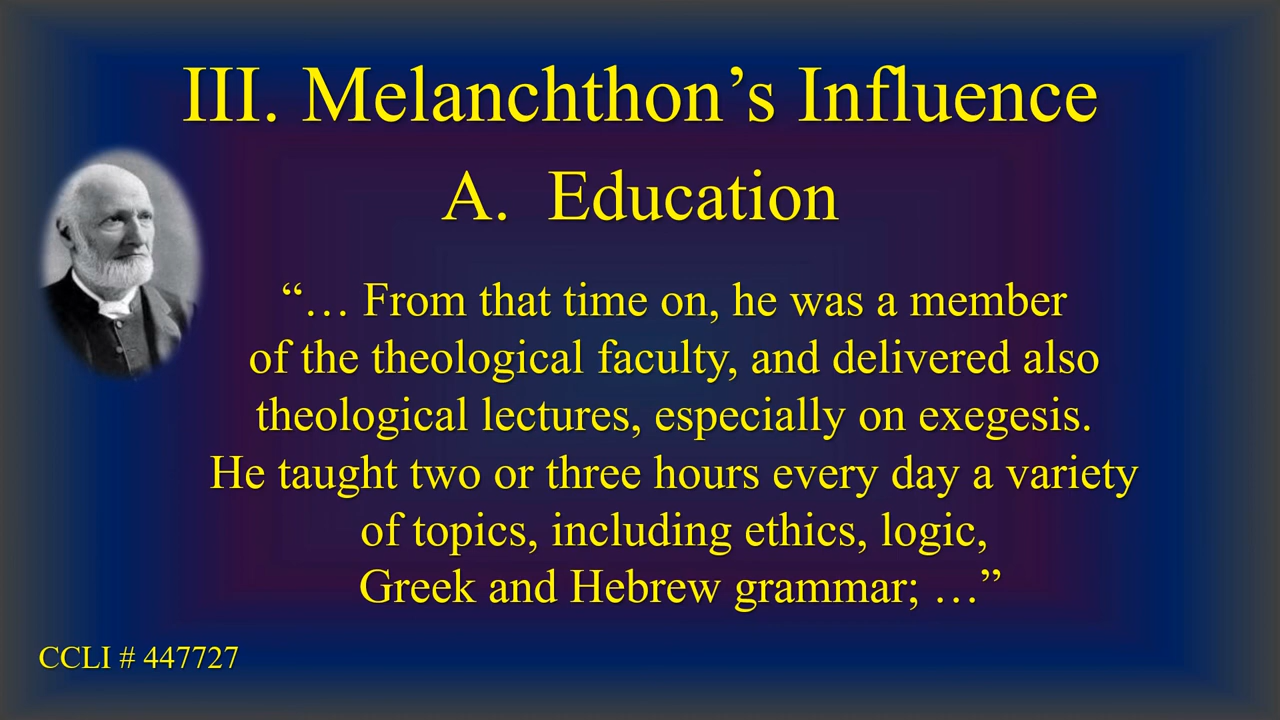 III. Melanchthon’s Influence
A. Education
“… From that time on, he was a member
of the theological faculty, and delivered also
theological lectures, especially on exegesis.
He taught two or three hours every day a variety
of topics, including ethics, logic,
Greek and Hebrew grammar; …”
CCLI # 447727